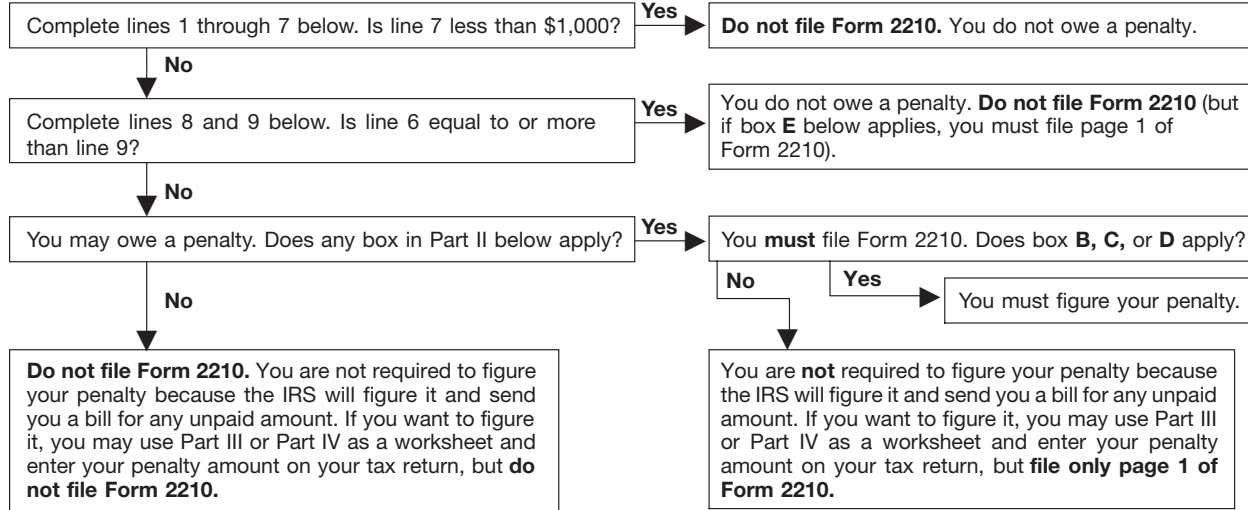 Complete lines 1 through 7 below. Is line 7 less than $1,000?
Yes
Do not file Form 2210. You do not owe a penalty.
No
Complete lines 8 and 9 below. Is line 6 equal to or more
than line 9?
Yes
You do not owe a penalty. Do not file Form 2210 (but
if box E below applies, you must file page 1 of
Form 2210).
No
You may owe a penalty. Does any box in Part II below apply?
Yes
You must file Form 2210. Does box B, C, or D apply?
No
Yes
You must figure your penalty.
No
Do not file Form 2210. You are not required to figure
your penalty because the IRS will figure it and send
you a bill for any unpaid amount. If you want to figure
it, you may use Part III or Part IV as a worksheet and
enter your penalty amount on your tax return, but do
not file Form 2210.
You are not required to figure your penalty because
the IRS will figure it and send you a bill for any unpaid
amount. If you want to figure it, you may use Part III
or Part IV as a worksheet and enter your penalty
amount on your tax return, but file only page 1 of
Form 2210.